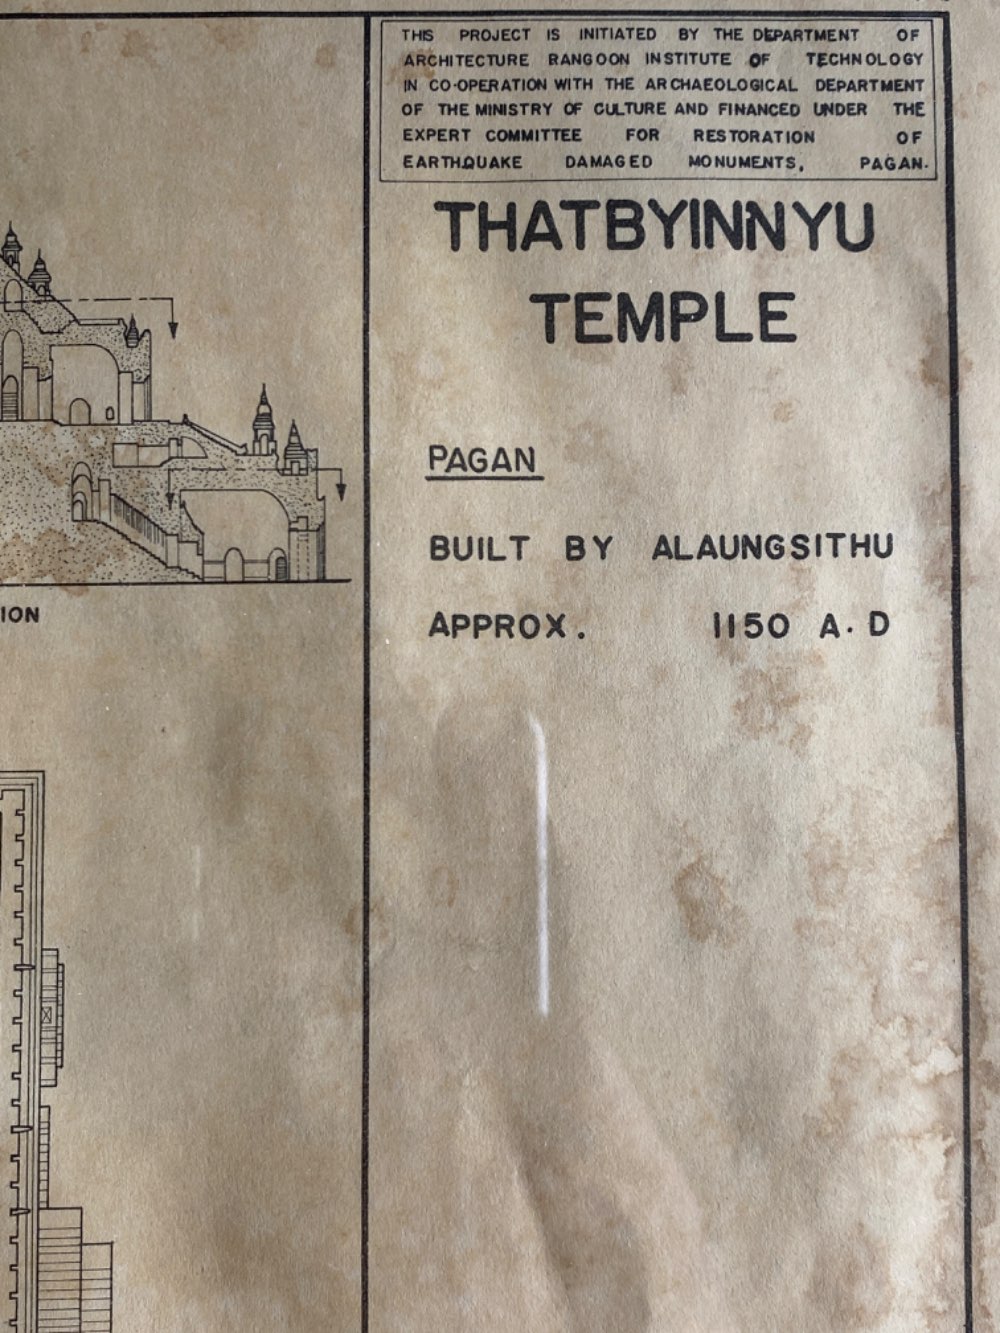 THIS PROJECT IS INITIATED BY THE DEPARTMENT OF
ARCHITECTURE RANGOON INSTITUTE OF TECHNOLOGY
IN CO-OPERATION WITH THE ARCHAEOLOGICAL DEPARTMENT
OF THE MINISTRY OF CULTURE AND FINANCED UNDER THE
EXPERT COMMITTEE FOR RESTORATION OF
EARTHQUAKE DAMAGED MONUMENTS, PAGAN.
THATBYINNYU
TEMPLE
PAGAN
BUILT BY ALAUNGSITHU
APPROX. 1150 A.D
ION